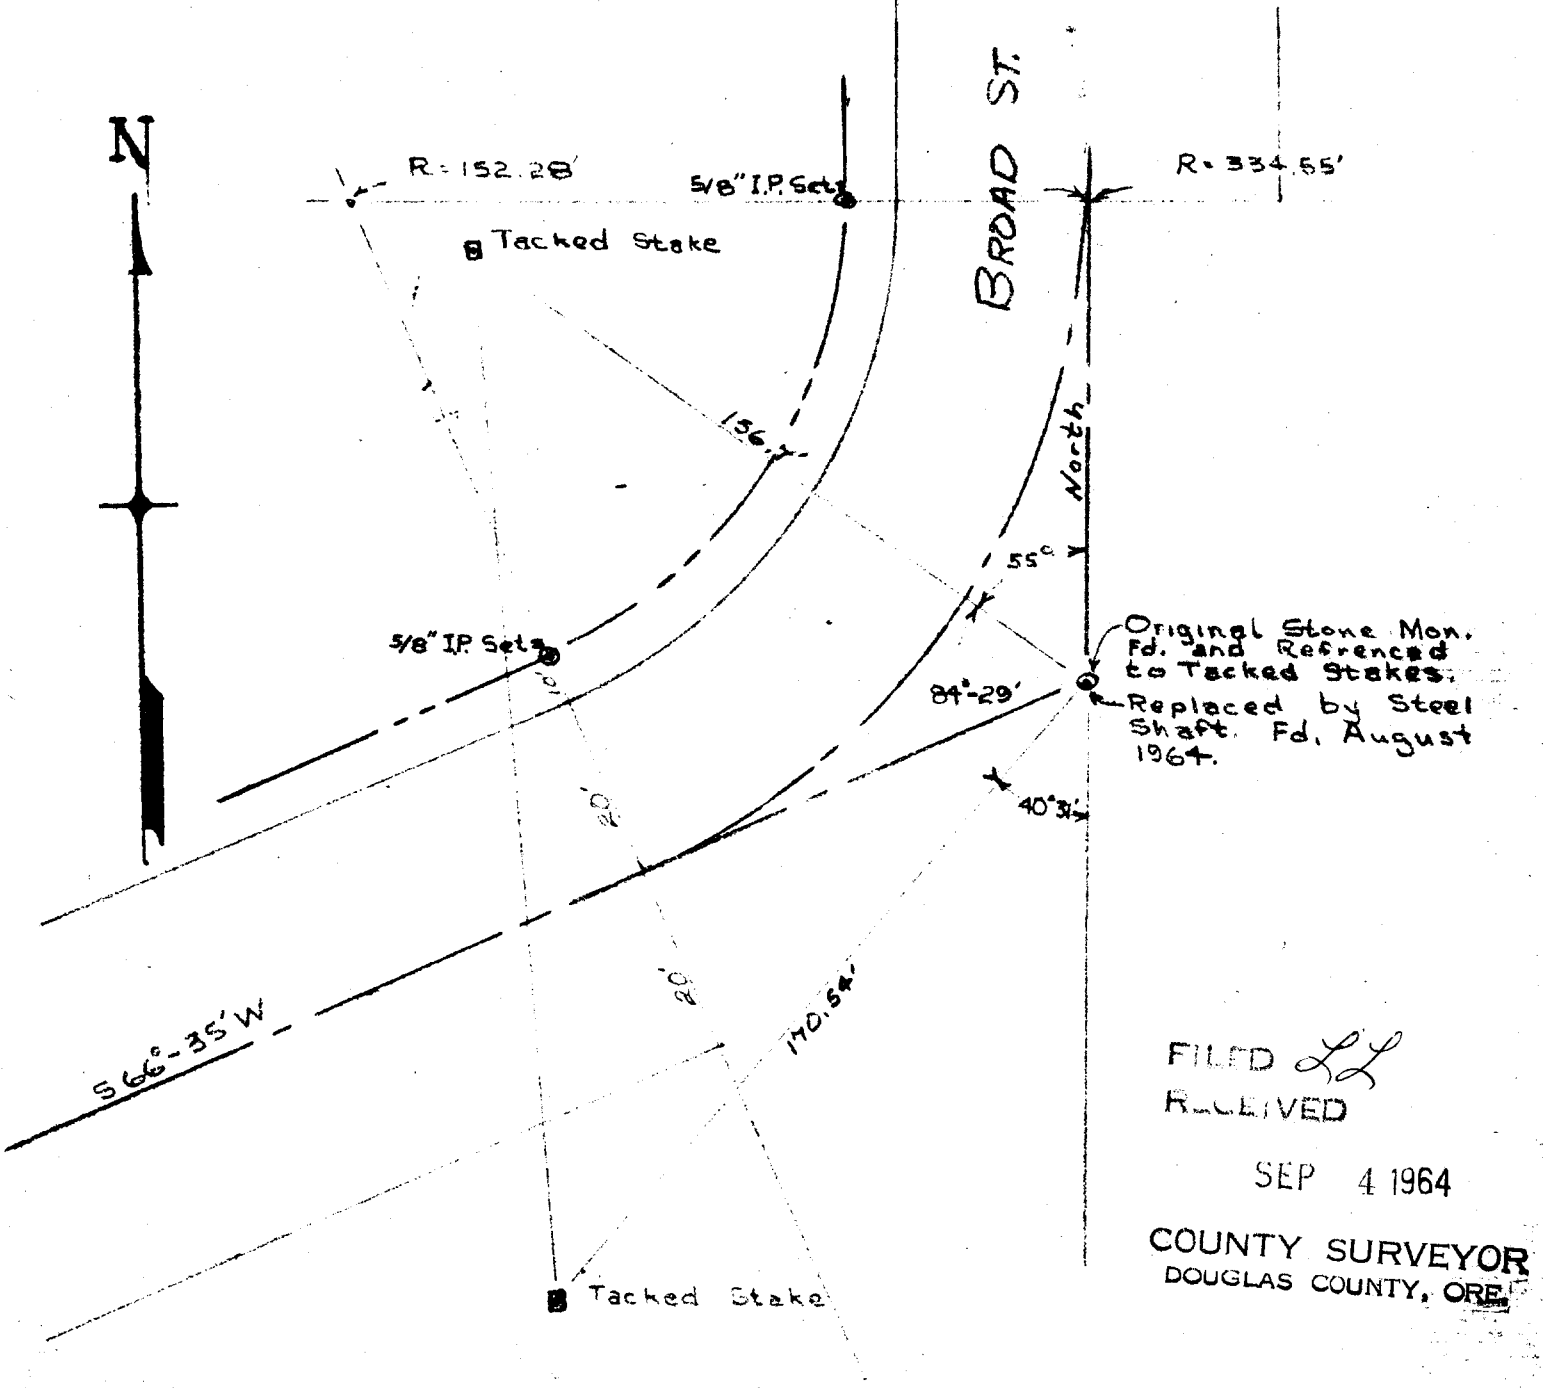 N
BROAD ST.
R = 152.28'
5/8" I.P. Sets
R = 334.55'
Tacked Stake
North
55°
5/8" I.P. Sets
10'
84°-29'
Original Stone Mon.
Fd. and Refrenced
to Tacked Stakes.
Replaced by Steel
Shaft. Fd. August
1964.
40°31'
20'
20'
170.54'
S 66°-35' W
FILED LL
RECEIVED
SEP 4 1964
COUNTY SURVEYOR
DOUGLAS COUNTY, ORE.
Tacked Stake